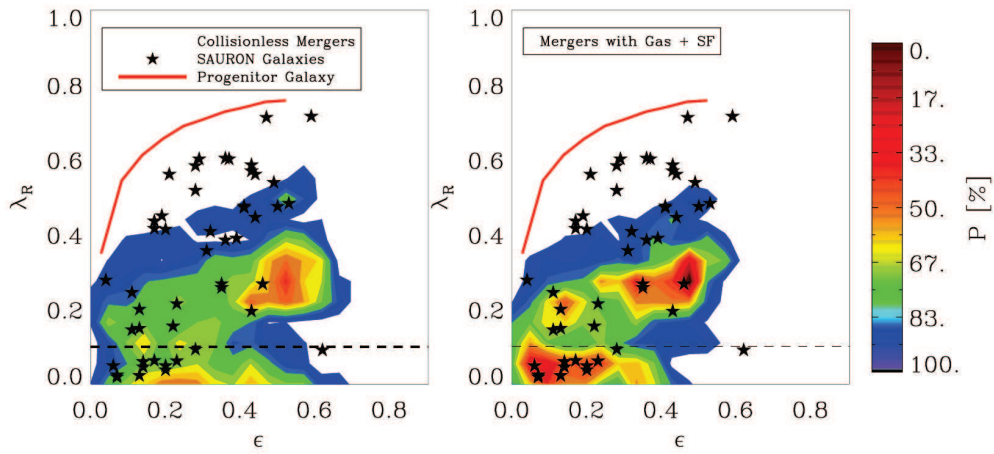 1.0
0.8
0.6
0.4
0.2
0.0
λR
Collisionless Mergers
SAURON Galaxies
Progenitor Galaxy
0.0 0.2 0.4 0.6 0.8
ϵ
1.0
0.8
0.6
0.4
0.2
0.0
λR
Mergers with Gas + SF
0.0 0.2 0.4 0.6 0.8
ϵ
0.
17.
33.
50.
67.
83.
100.
P [%]